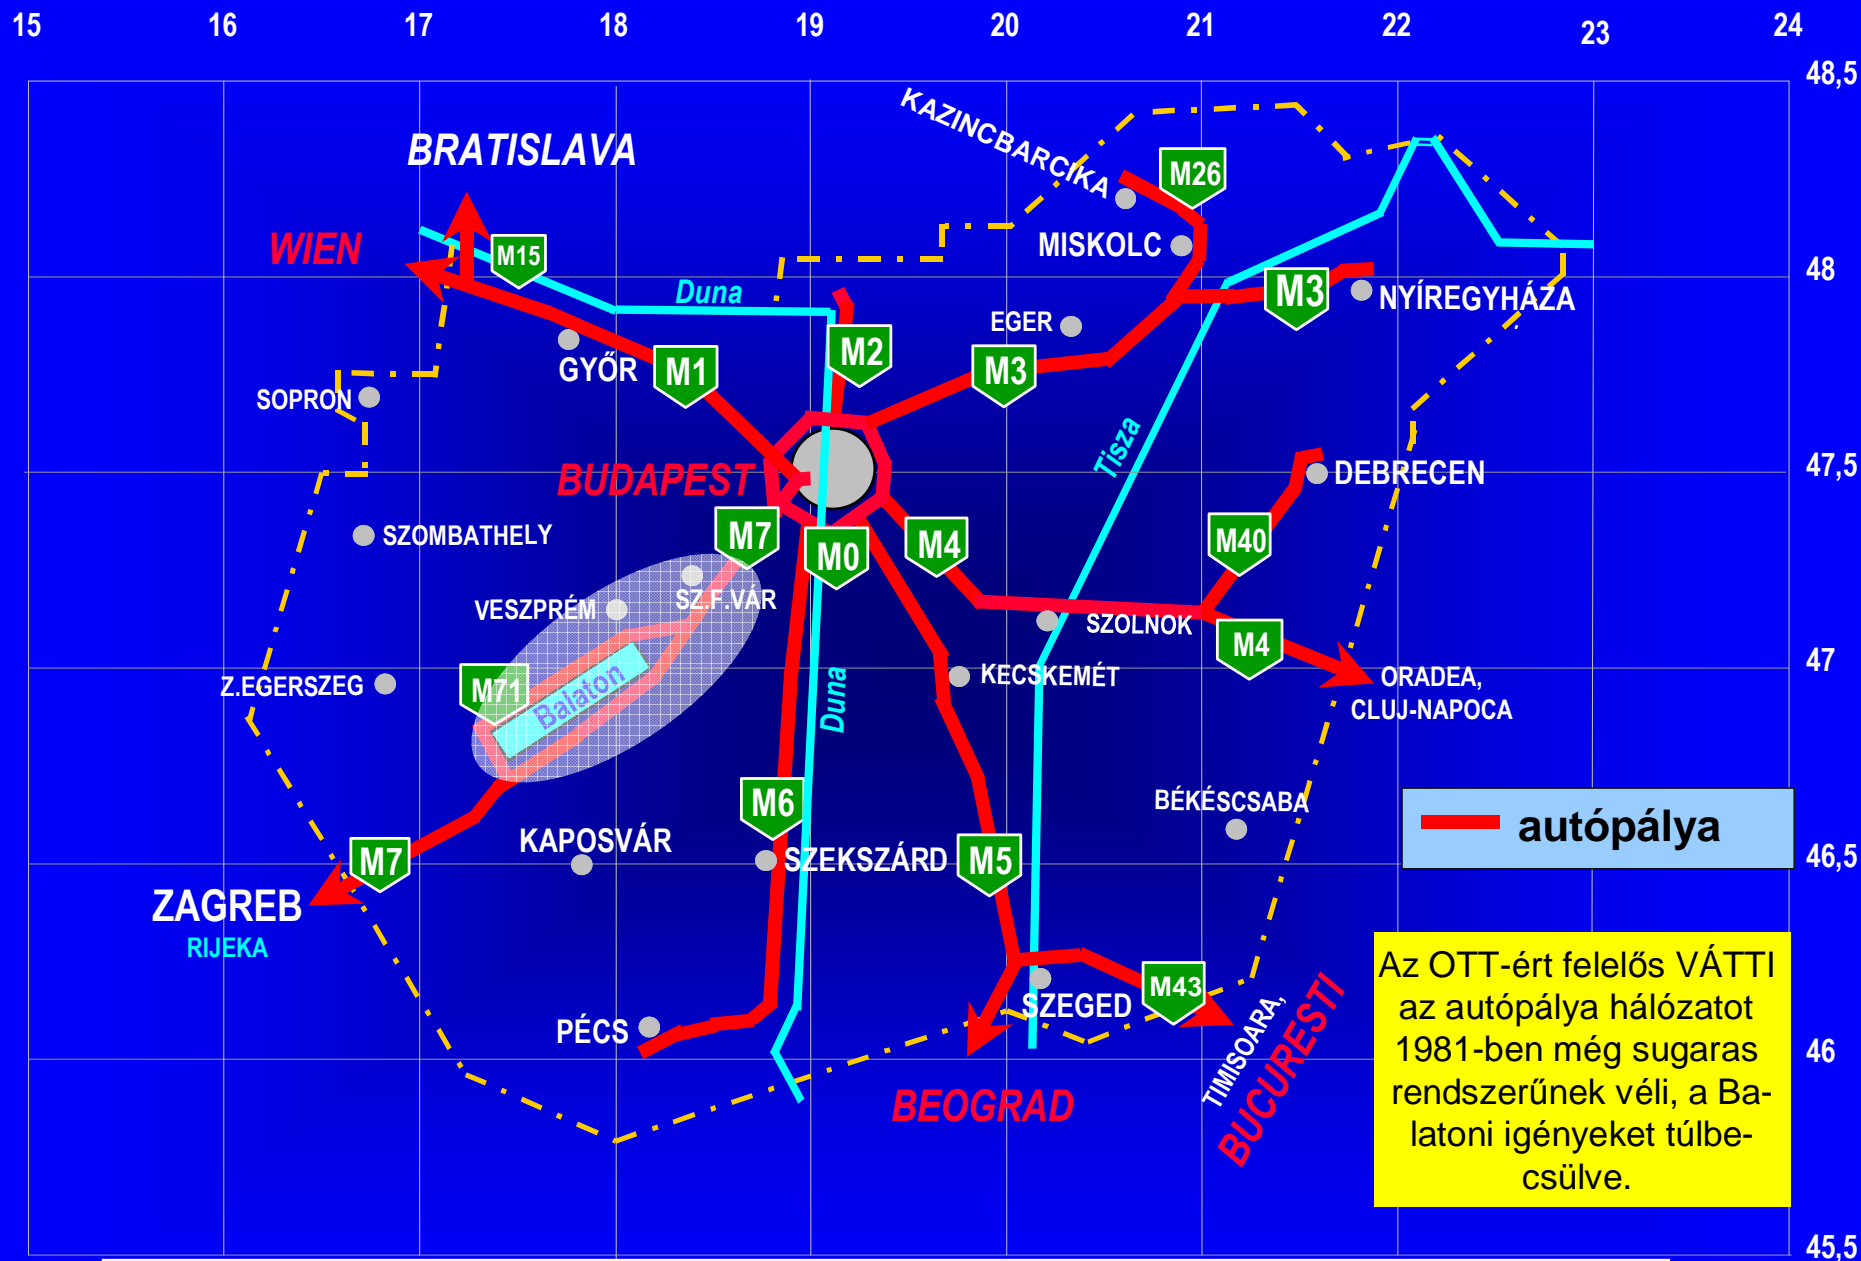 15 16 17 18 19 20 21 22 23 24
48,5
KAZINCBARCIKA
BRATISLAVA
M26
WIEN
M15
MISKOLC
48
Duna
M3
NYÍREGYHÁZA
EGER
M2
GYŐR
M1
M3
SOPRON
Tisza
BUDAPEST
DEBRECEN
47,5
SZOMBATHELY
M7
M0
M4
M40
VESZPRÉM
SZ.F.VÁR
SZOLNOK
M4
47
Z.EGERSZEG
M71
Balaton
Duna
KECSKEMÉT
ORADEA,
CLUJ-NAPOCA
M6
BÉKÉSCSABA
autópálya
KAPOSVÁR
M7
SZEKSZÁRD
M5
46,5
ZAGREB
RIJEKA
SZEGED
M43
PÉCS
46
TIMISOARA,
BUCURESTI
BEOGRAD
Az OTT-ért felelős VÁTTI
az autópálya hálózatot
1981-ben még sugaras
rendszerűnek véli, a Ba-
latoni igényeket túlbe-
csülve.
45,5